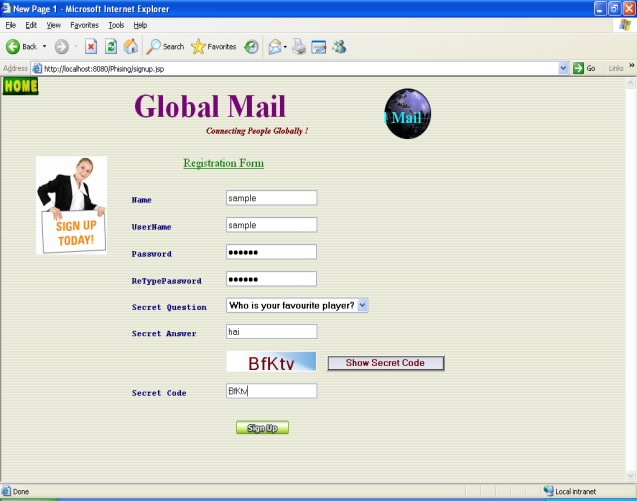 New Page 1 - Microsoft Internet Explorer
File Edit View Favorites Tools Help
Back Search Favorites
Address http://localhost:8080/Phising/signup.jsp Go Links »
HOME
Global Mail
Connecting People Globally !
l Mail
Registration Form
SIGN UP
TODAY!
Name sample
UserName sample
Password ••••••
ReTypePassword ••••••
Secret Question Who is your favourite player?
Secret Answer hai
BfKtv Show Secret Code
Secret Code BfKtv
Sign Up
Done Local intranet